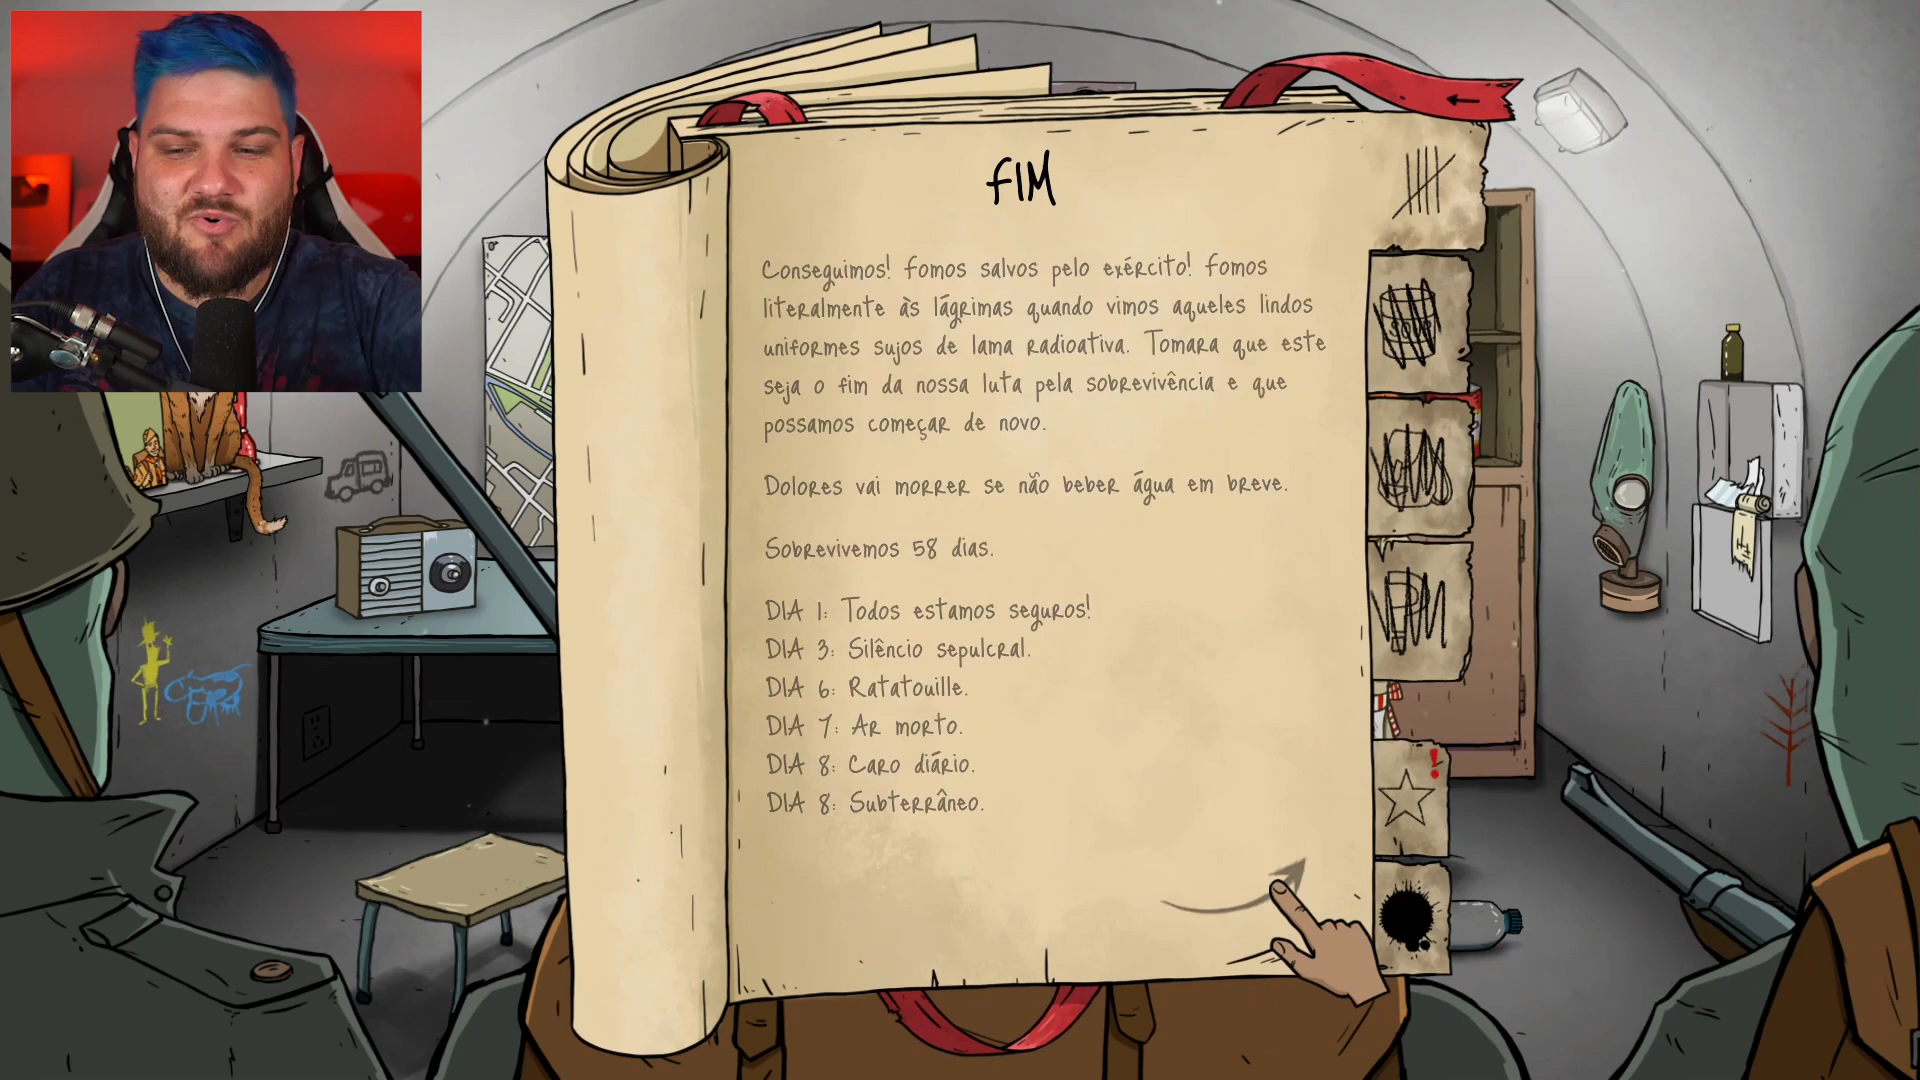 FIM
Conseguimos! Fomos salvos pelo exército! Fomos
literalmente às lágrimas quando vimos aqueles lindos
uniformes sujos de lama radioativa. Tomara que este
seja o fim da nossa luta pela sobrevivência e que
possamos começar de novo.
Dolores vai morrer se não beber água em breve.
Sobrevivemos 58 dias.
DIA 1: Todos estamos seguros!
DIA 3: Silêncio sepulcral.
DIA 6: Ratatouille.
DIA 7: Ar morto.
DIA 8: Caro diário.
DIA 8: Subterrâneo.